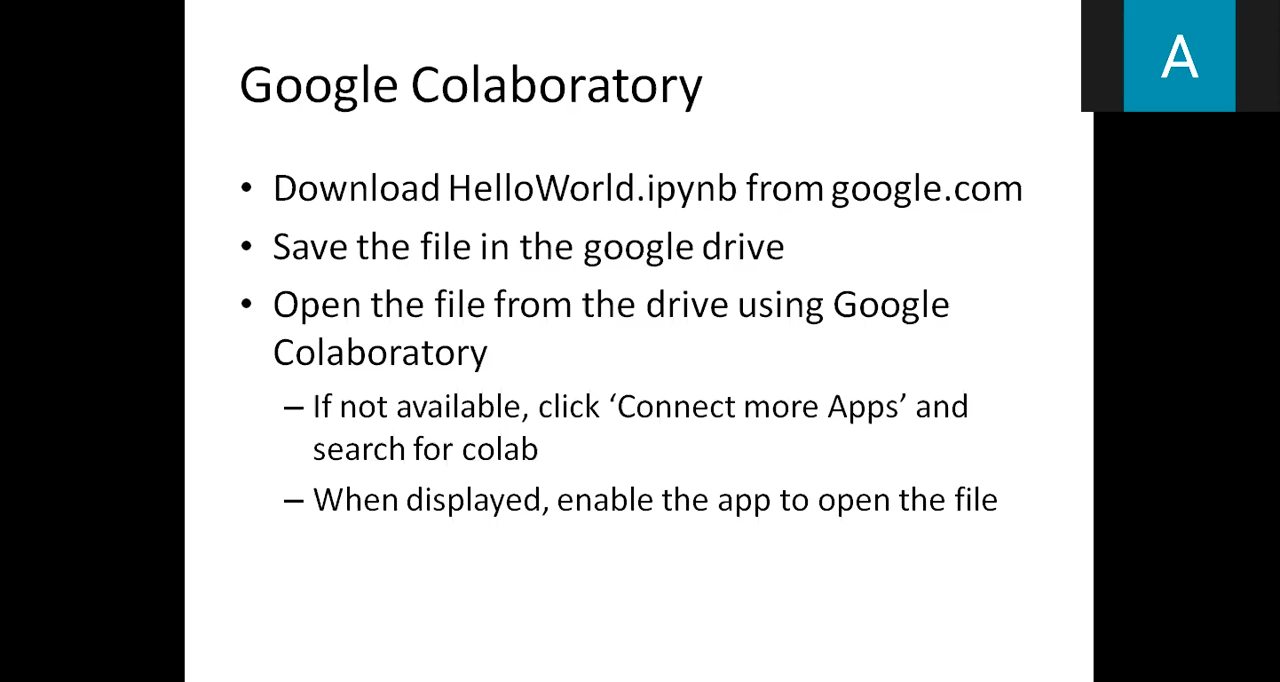 Google Colaboratory
A
• Download HelloWorld.ipynb from google.com
• Save the file in the google drive
• Open the file from the drive using Google
Colaboratory
– If not available, click ‘Connect more Apps’ and
search for colab
– When displayed, enable the app to open the file